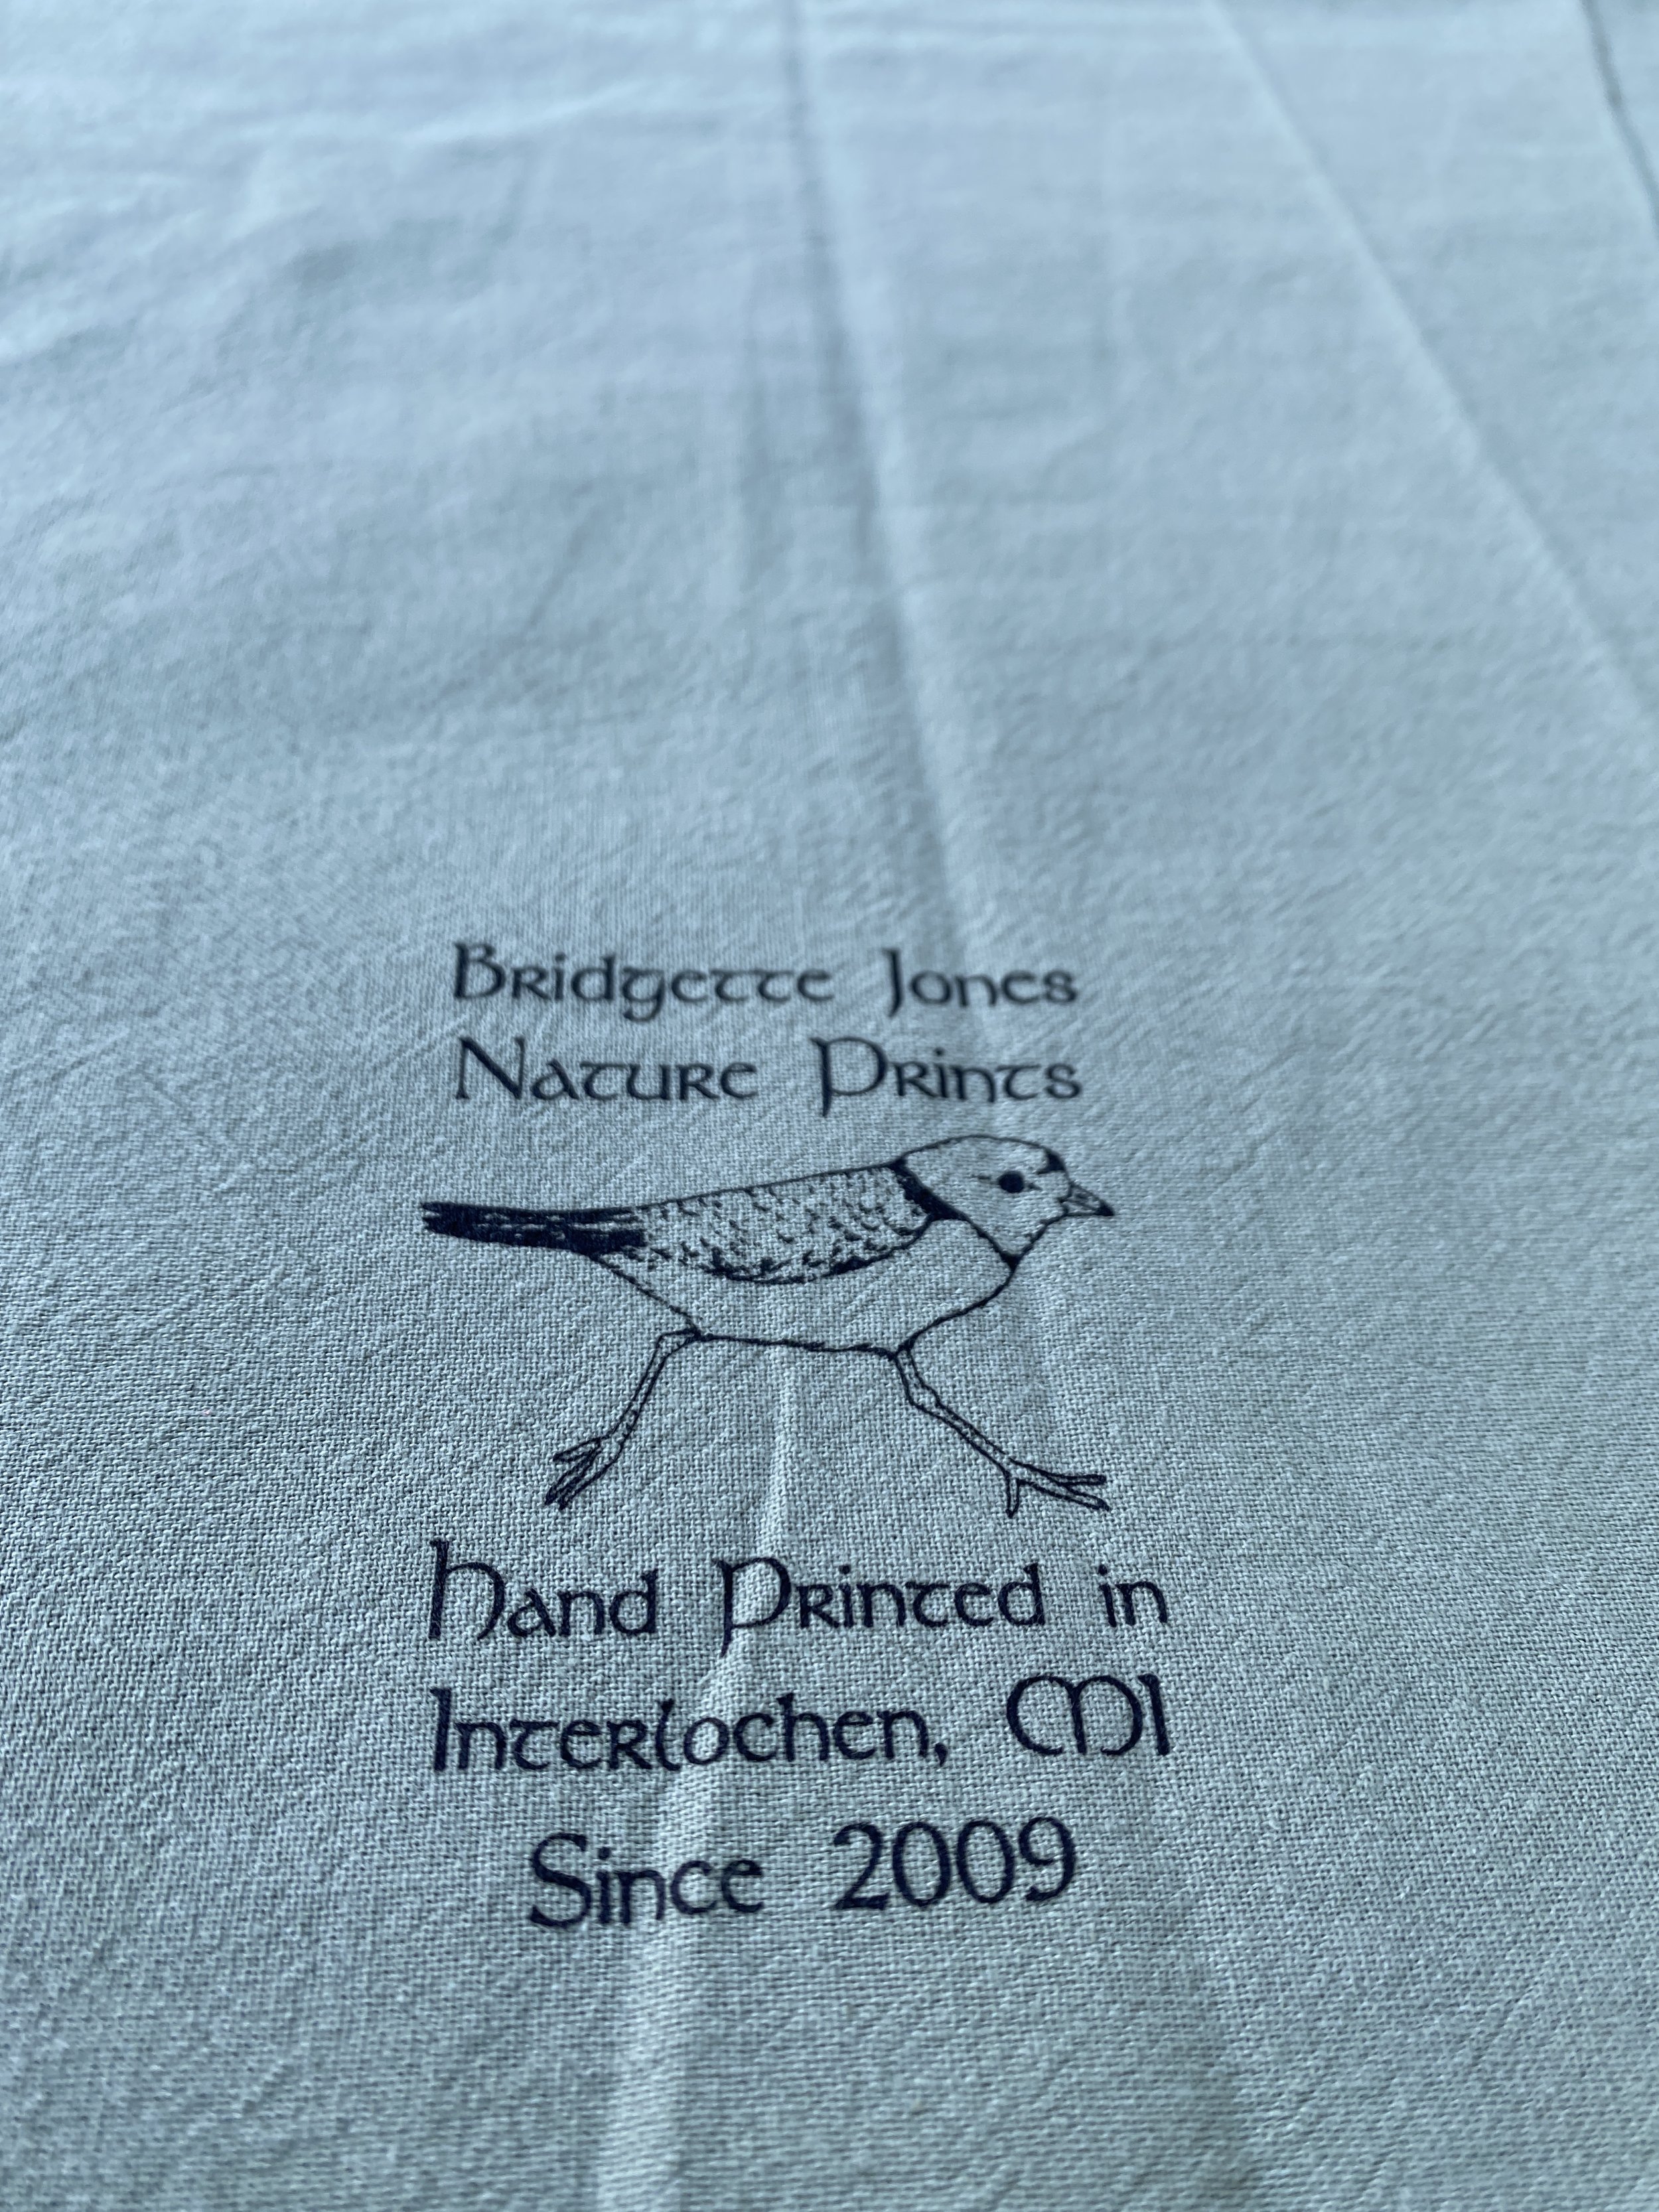 Bridgette Jones
Nature Prints
Hand Printed in
Interlochen, MI
Since 2009